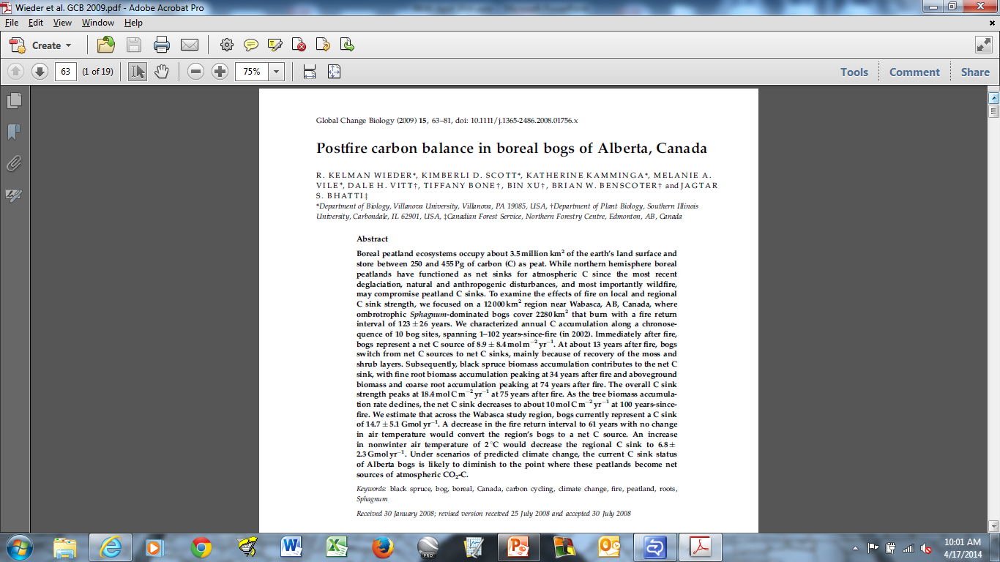 Wieder et al. GCB 2009.pdf - Adobe Acrobat Pro
File Edit View Window Help
Create
63 (1 of 19) 75% Tools Comment Share
Global Change Biology (2009) 15, 63–81, doi: 10.1111/j.1365-2486.2008.01756.x
Postfire carbon balance in boreal bogs of Alberta, Canada
R. KELMAN WIEDER*, KIMBERLI D. SCOTT*, KATHERINE KAMMINGA*, MELANIE A.
VILE*, DALE H. VITT†, TIFFANY BONE†, BIN XU†, BRIAN W. BENSCOTER† and JAGTAR
S. BHATTI‡
*Department of Biology, Villanova University, Villanova, PA 19085, USA, †Department of Plant Biology, Southern Illinois
University, Carbondale, IL 62901, USA, ‡Canadian Forest Service, Northern Forestry Centre, Edmonton, AB, Canada
Abstract
Boreal peatland ecosystems occupy about 3.5 million km² of the earth's land surface and
store between 250 and 455 Pg of carbon (C) as peat. While northern hemisphere boreal
peatlands have functioned as net sinks for atmospheric C since the most recent
deglaciation, natural and anthropogenic disturbances, and most importantly wildfire,
may compromise peatland C sinks. To examine the effects of fire on local and regional
C sink strength, we focused on a 12 000 km² region near Wabasca, AB, Canada, where
ombrotrophic Sphagnum-dominated bogs cover 2280 km² that burn with a fire return
interval of 123 ± 26 years. We characterized annual C accumulation along a chronose-
quence of 10 bog sites, spanning 1–102 years-since-fire (in 2002). Immediately after fire,
bogs represent a net C source of 8.9 ± 8.4 mol m⁻² yr⁻¹. At about 13 years after fire, bogs
switch from net C sources to net C sinks, mainly because of recovery of the moss and
shrub layers. Subsequently, black spruce biomass accumulation contributes to the net C
sink, with fine root biomass accumulation peaking at 34 years after fire and aboveground
biomass and coarse root accumulation peaking at 74 years after fire. The overall C sink
strength peaks at 18.4 mol C m⁻² yr⁻¹ at 75 years after fire. As the tree biomass accumula-
tion rate declines, the net C sink decreases to about 10 mol C m⁻² yr⁻¹ at 100 years-since-
fire. We estimate that across the Wabasca study region, bogs currently represent a C sink
of 14.7 ± 5.1 Gmol yr⁻¹. A decrease in the fire return interval to 61 years with no change
in air temperature would convert the region's bogs to a net C source. An increase
in nonwinter air temperature of 2 °C would decrease the regional C sink to 6.8 ±
2.3 Gmol yr⁻¹. Under scenarios of predicted climate change, the current C sink status
of Alberta bogs is likely to diminish to the point where these peatlands become net
sources of atmospheric CO₂-C.
Keywords: black spruce, bog, boreal, Canada, carbon cycling, climate change, fire, peatland, roots,
Sphagnum
Received 30 January 2008; revised version received 25 July 2008 and accepted 30 July 2008
PRO
10:01 AM
4/17/2014